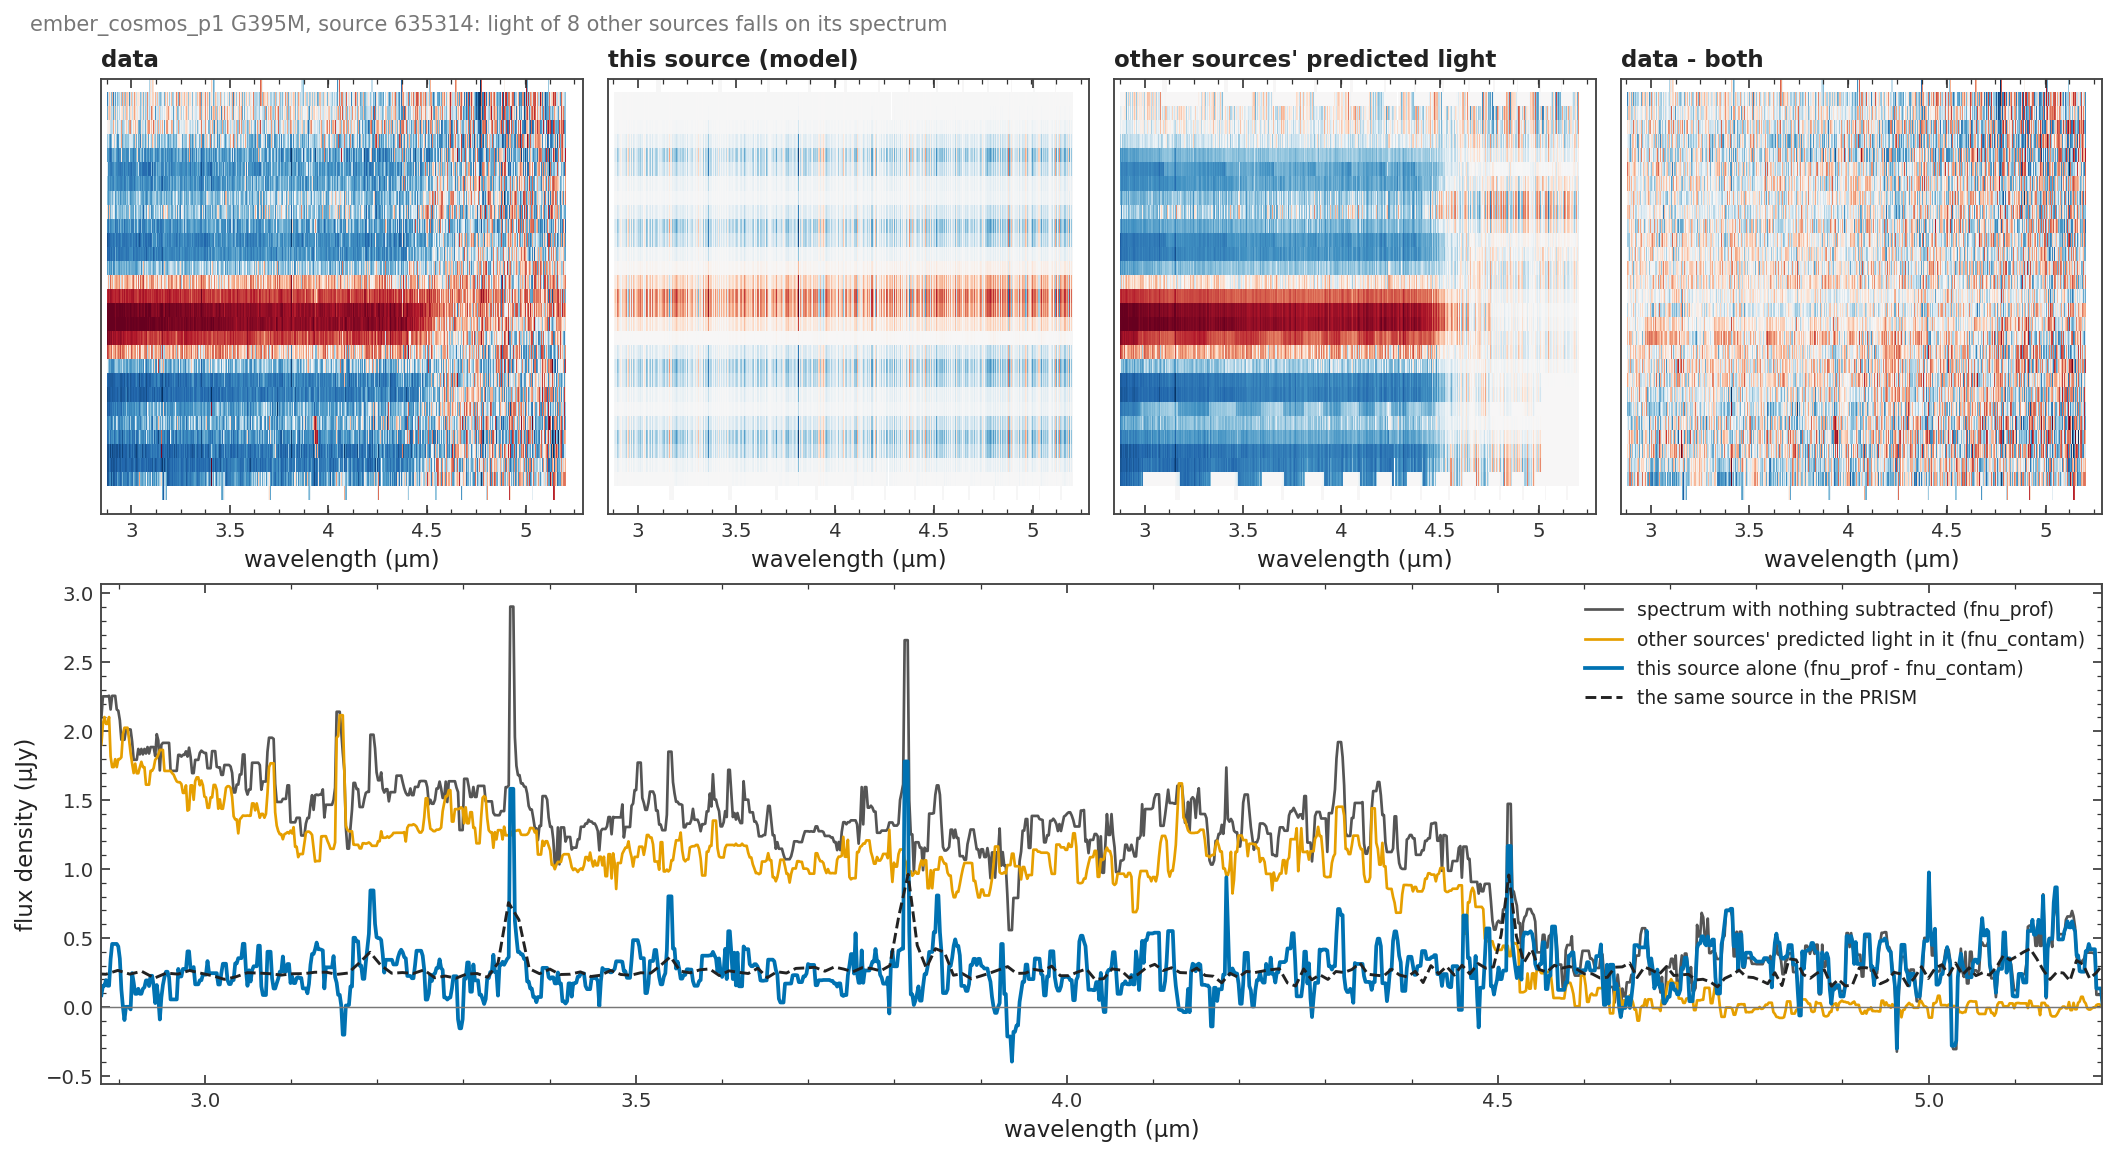 ember_cosmos_p1 G395M, source 635314: light of 8 other sources falls on its spectrum
data
this source (model)
other sources' predicted light
data - both
3 3.5 4 4.5 5
3 3.5 4 4.5 5
3 3.5 4 4.5 5
3 3.5 4 4.5 5
wavelength (µm)
wavelength (µm)
wavelength (µm)
wavelength (µm)
flux density (µJy)
3.0
2.5
2.0
1.5
1.0
0.5
0.0
−0.5
spectrum with nothing subtracted (fnu_prof)
other sources' predicted light in it (fnu_contam)
this source alone (fnu_prof - fnu_contam)
the same source in the PRISM
3.0 3.5 4.0 4.5 5.0
wavelength (µm)